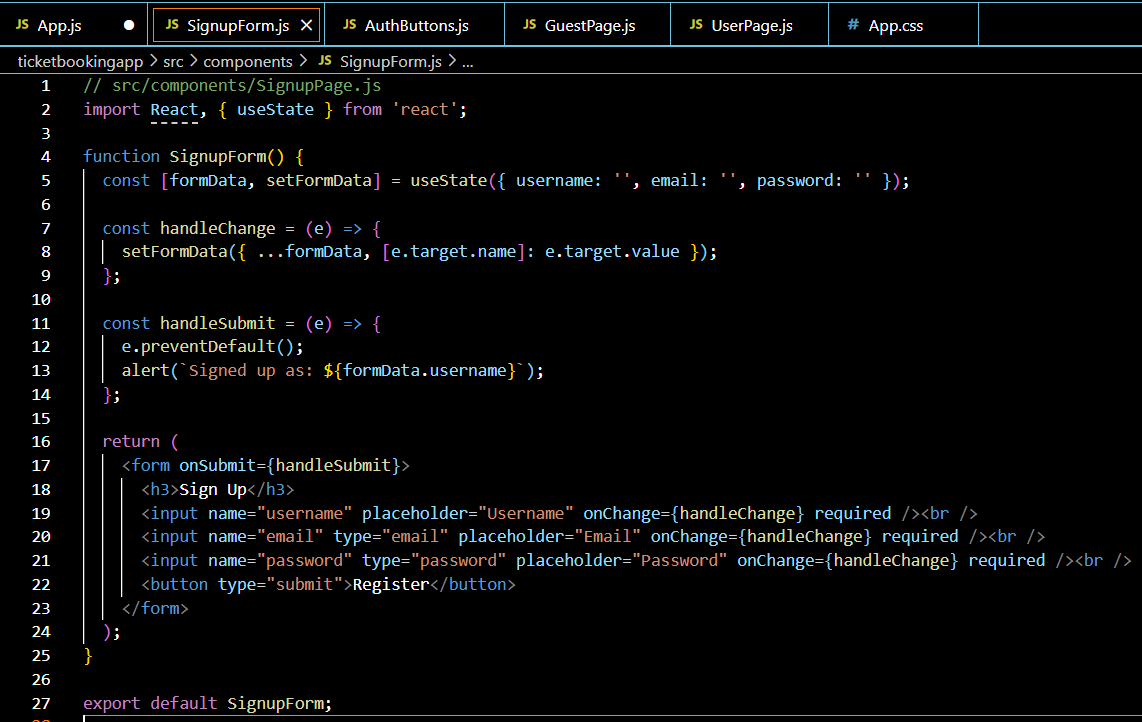 JS App.js ● JS SignupForm.js × JS AuthButtons.js JS GuestPage.js JS UserPage.js # App.css
ticketbookingapp > src > components > JS SignupForm.js > ...
1 // src/components/SignupPage.js
2 import React, { useState } from 'react';
3
4 function SignupForm() {
5   const [formData, setFormData] = useState({ username: '', email: '', password: '' });
6
7   const handleChange = (e) => {
8     setFormData({ ...formData, [e.target.name]: e.target.value });
9   };
10
11   const handleSubmit = (e) => {
12     e.preventDefault();
13     alert(`Signed up as: ${formData.username}`);
14   };
15
16   return (
17     <form onSubmit={handleSubmit}>
18       <h3>Sign Up</h3>
19       <input name="username" placeholder="Username" onChange={handleChange} required /><br />
20       <input name="email" type="email" placeholder="Email" onChange={handleChange} required /><br />
21       <input name="password" type="password" placeholder="Password" onChange={handleChange} required /><br />
22       <button type="submit">Register</button>
23     </form>
24   );
25 }
26
27 export default SignupForm;